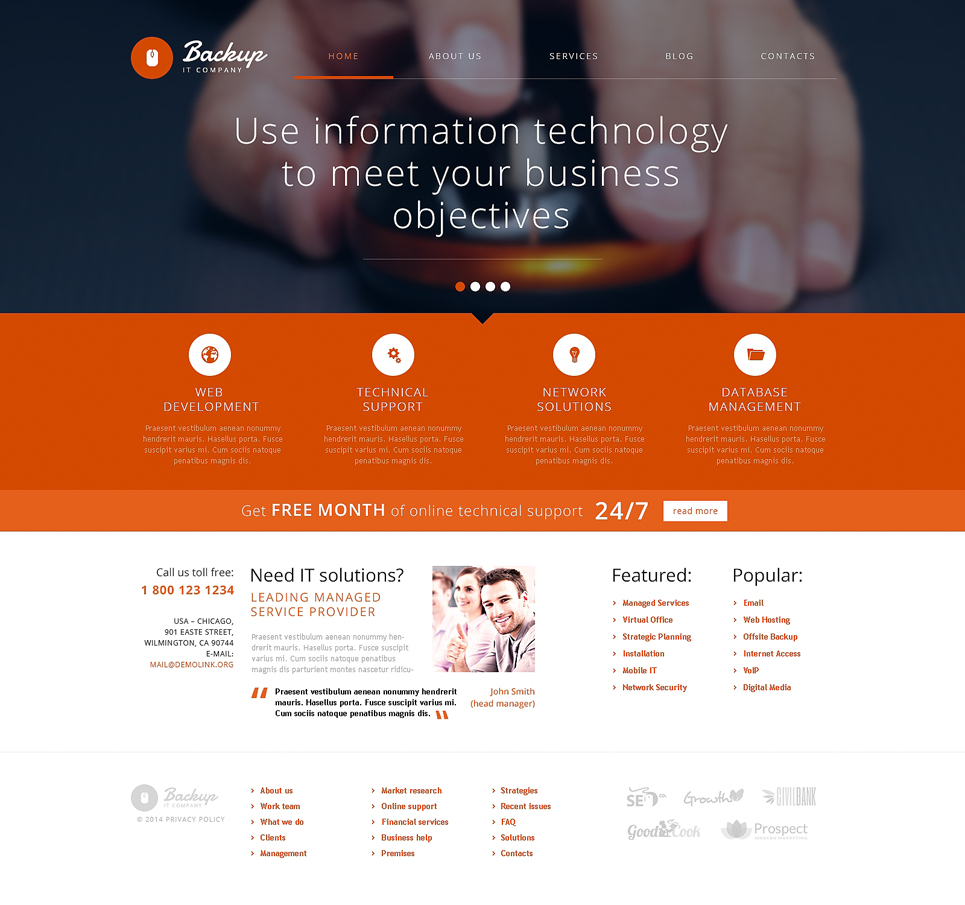 Backup
IT COMPANY
HOME
ABOUT US
SERVICES
BLOG
CONTACTS
Use information technology
to meet your business
objectives
WEB
DEVELOPMENT
Praesent vestibulum aenean nonummy
hendrerit mauris. Hasellus porta. Fusce
suscipit varius mi. Cum sociis natoque
penatibus magnis dis.
TECHNICAL
SUPPORT
Praesent vestibulum aenean nonummy
hendrerit mauris. Hasellus porta. Fusce
suscipit varius mi. Cum sociis natoque
penatibus magnis dis.
NETWORK
SOLUTIONS
Praesent vestibulum aenean nonummy
hendrerit mauris. Hasellus porta. Fusce
suscipit varius mi. Cum sociis natoque
penatibus magnis dis.
DATABASE
MANAGEMENT
Praesent vestibulum aenean nonummy
hendrerit mauris. Hasellus porta. Fusce
suscipit varius mi. Cum sociis natoque
penatibus magnis dis.
Get FREE MONTH of online technical support 24/7
read more
Call us toll free:
1 800 123 1234
USA – CHICAGO,
901 EASTE STREET,
WILMINGTON, CA 90744
E-MAIL:
MAIL@DEMOLINK.ORG
Need IT solutions?
LEADING MANAGED
SERVICE PROVIDER
Praesent vestibulum aenean nonummy hen-
drerit mauris. Hasellus porta. Fusce suscipit
varius mi. Cum sociis natoque penatibus
magnis dis parturient montes nascetur ridicu-
“ Praesent vestibulum aenean nonummy hendrerit
mauris. Hasellus porta. Fusce suscipit varius mi.
Cum sociis natoque penatibus magnis dis. “
John Smith
(head manager)
Featured:
Managed Services
Virtual Office
Strategic Planning
Installation
Mobile IT
Network Security
Popular:
Email
Web Hosting
Offsite Backup
Internet Access
VoIP
Digital Media
Backup
IT COMPANY
© 2014 PRIVACY POLICY
About us
Work team
What we do
Clients
Management
Market research
Online support
Financial services
Business help
Premises
Strategies
Recent issues
FAQ
Solutions
Contacts
Growth
CIVILBANK
Good Cook
Prospect